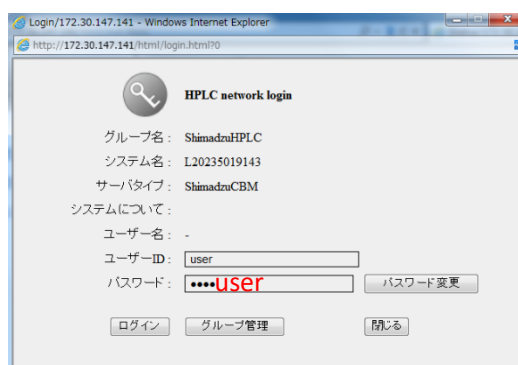 Login/172.30.147.141 - Windows Internet Explorer
http://172.30.147.141/html/login.html?0
HPLC network login
グループ名: ShimadzuHPLC
システム名: L20235019143
サーバタイプ: ShimadzuCBM
システムについて:
ユーザー名: -
ユーザーID: user
パスワード: ●●●●user パスワード変更
ログイン グループ管理 閉じる